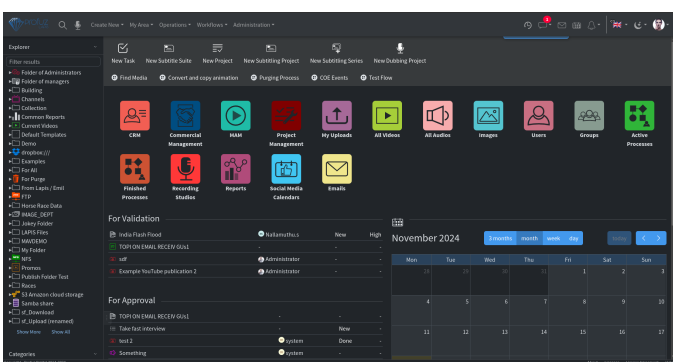 Create New My Area Operations Workflows Administration
Explorer
Filter results
Folder of Administrators
Folder of managers
Building
Channels
Collection
Common Reports
Current Videos
Default Templates
Demo
dropbox:///
Examples
For All
For Purge
From Lapis / Emil
FTP
Horse Race Data
IMAGE_DEPT
Jokey Folder
LAPIS Files
MAVDEMO
My Folder
NFS
Promos
Publish Folder Test
Races
S3 Amazon cloud storage
Samba share
sf_Download
sf_Upload (renamed)
Show More Show All
Categories
New Task New Subtitle Suite New Project New Subtitling Project New Subtitling Series New Dubbing Project
Find Media Convert and copy animation Purging Process COE Events Test Flow
CRM
Commercial Management
MAM
Project Management
My Uploads
All Videos
All Audios
Images
Users
Groups
Active Processes
Finished Processes
Recording Studios
Reports
Social Media Calendars
Emails
For Validation
India Flash Flood Nallamuthu.s New High
TOPI ON EMAIL RECEIV GUs1 - - -
sdf Administrator - -
Example YouTube publication 2 Administrator - -
For Approval
TOPI ON EMAIL RECEIV GUs1 - - -
Take fast interview - New -
test 2 system Done -
Something system - -
November 2024
3 months month week day
today
Mon Tue Wed Thu Fri Sat Sun
28 29 30 31 1 2 3
4 5 6 7 8 9 10
11 12 13 14 15 16 17